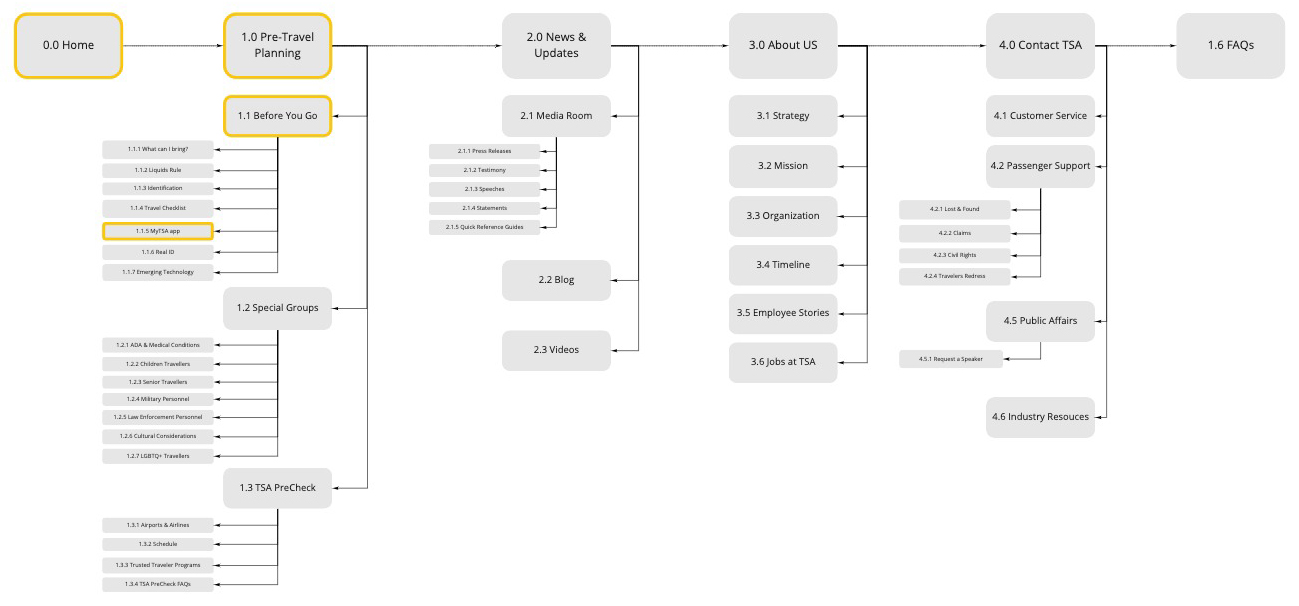 0.0 Home
1.0 Pre-Travel
Planning
1.1 Before You Go
1.1.1 What can I bring?
1.1.2 Liquids Rule
1.1.3 Identification
1.1.4 Travel Checklist
1.1.5 MyTSA app
1.1.6 Real ID
1.1.7 Emerging Technology
1.2 Special Groups
1.2.1 ADA & Medical Conditions
1.2.2 Children Travellers
1.2.3 Senior Travellers
1.2.4 Military Personnel
1.2.5 Law Enforcement Personnel
1.2.6 Cultural Considerations
1.2.7 LGBTQ+ Travellers
1.3 TSA PreCheck
1.3.1 Airports & Airlines
1.3.2 Schedule
1.3.3 Trusted Traveler Programs
1.3.4 TSA PreCheck FAQs
2.0 News &
Updates
2.1 Media Room
2.1.1 Press Releases
2.1.2 Testimony
2.1.3 Speeches
2.1.4 Statements
2.1.5 Quick Reference Guides
2.2 Blog
2.3 Videos
3.0 About US
3.1 Strategy
3.2 Mission
3.3 Organization
3.4 Timeline
3.5 Employee Stories
3.6 Jobs at TSA
4.0 Contact TSA
4.1 Customer Service
4.2 Passenger Support
4.2.1 Lost & Found
4.2.2 Claims
4.2.3 Civil Rights
4.2.4 Travelers Redress
4.5 Public Affairs
4.5.1 Request a Speaker
4.6 Industry Resouces
1.6 FAQs